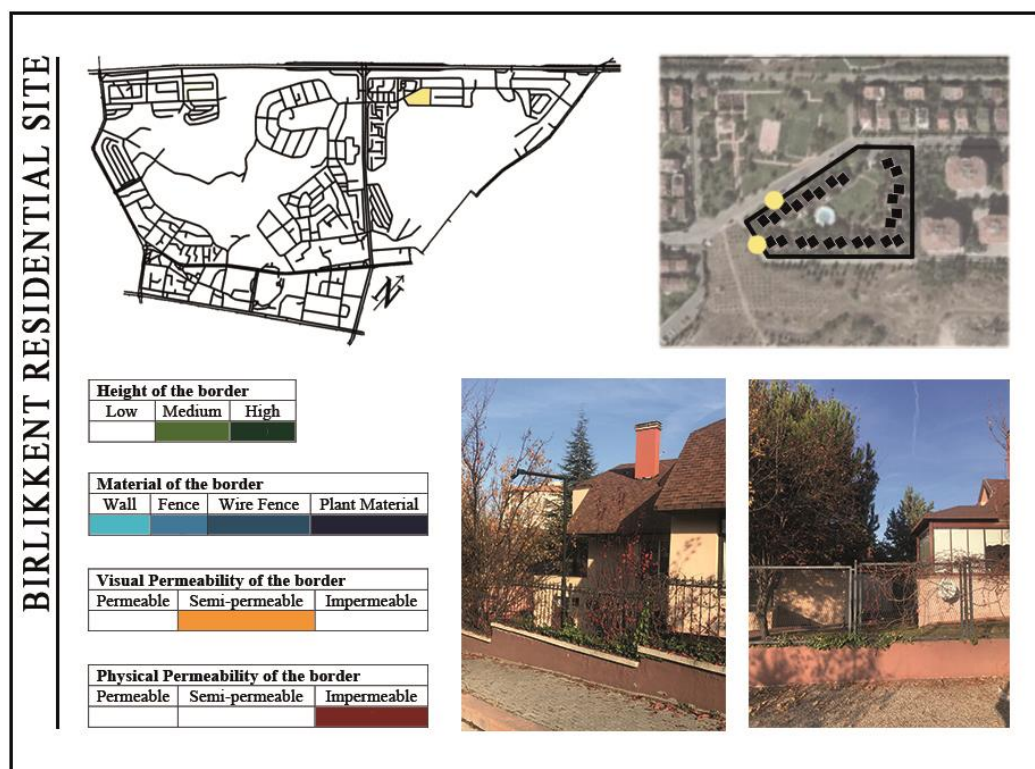 BIRLIKKENT RESIDENTIAL SITE
N
Height of the border
Low Medium High
Material of the border
Wall Fence Wire Fence Plant Material
Visual Permeability of the border
Permeable Semi-permeable Impermeable
Physical Permeability of the border
Permeable Semi-permeable Impermeable